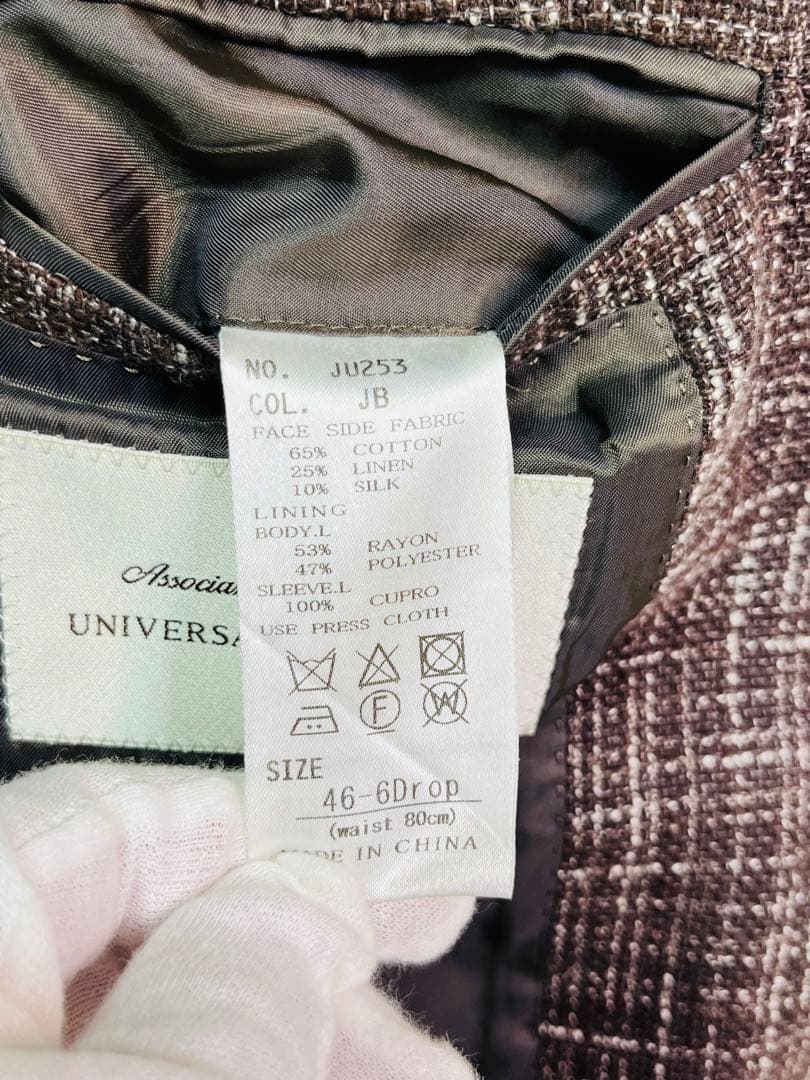 NO. JU253
COL. JB
FACE SIDE FABRIC
65% COTTON
25% LINEN
10% SILK
LINING
BODY.L
53% RAYON
47% POLYESTER
SLEEVE.L
100% CUPRO
USE PRESS CLOTH
F
W
SIZE
46-6Drop
(waist 80cm)
MADE IN CHINA